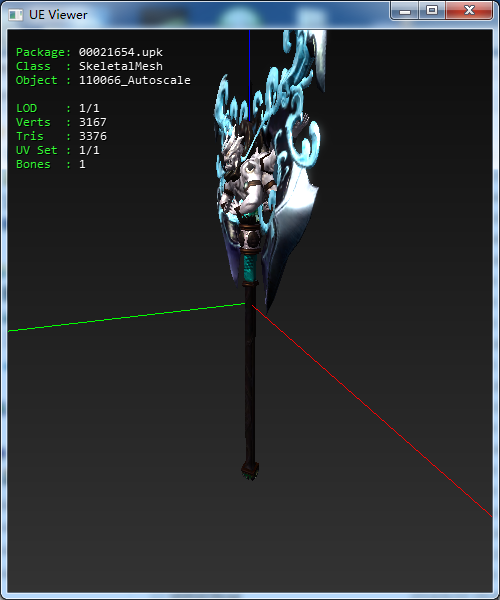 UE Viewer
Package: 00021654.upk
Class : SkeletalMesh
Object : 110066_Autoscale
LOD : 1/1
Verts : 3167
Tris : 3376
UV Set : 1/1
Bones : 1